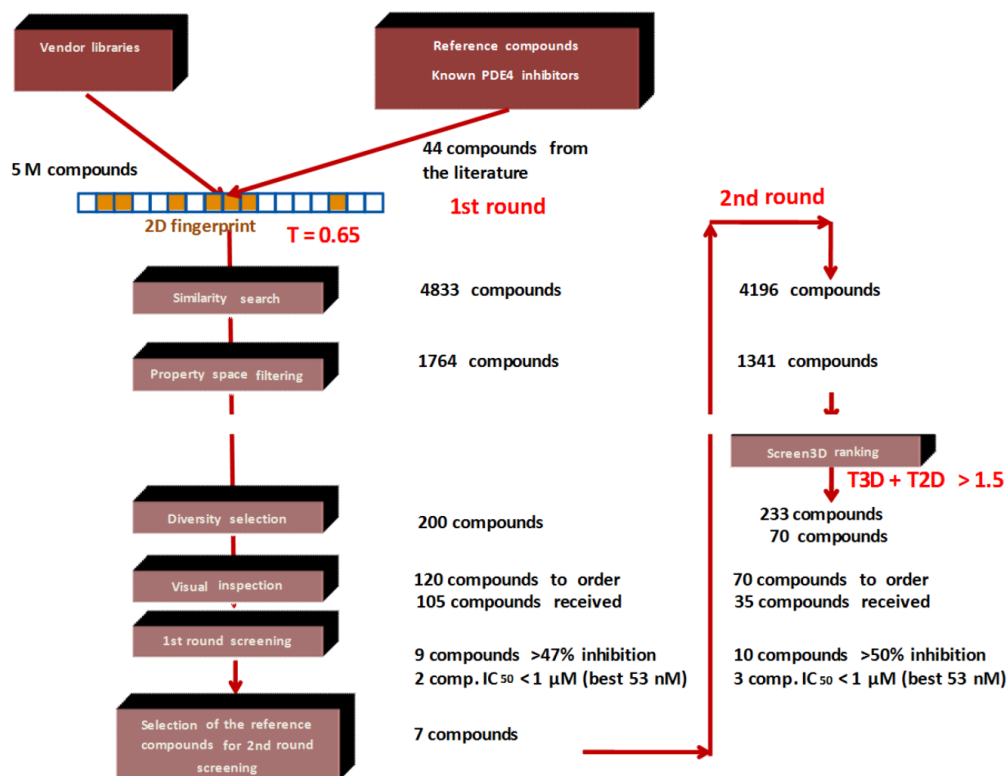 Vendor libraries
Reference compounds
Known PDE4 inhibitors
5 M compounds
44 compounds from
the literature
2D fingerprint
T = 0.65
1st round
2nd round
Similarity search
4833 compounds
4196 compounds
Property space filtering
1764 compounds
1341 compounds
Screen3D ranking
T3D + T2D > 1.5
Diversity selection
200 compounds
233 compounds
70 compounds
Visual inspection
120 compounds to order
105 compounds received
70 compounds to order
35 compounds received
1st round screening
9 compounds >47% inhibition
2 comp. IC50 < 1 µM (best 53 nM)
10 compounds >50% inhibition
3 comp. IC50 < 1 µM (best 53 nM)
Selection of the reference
compounds for 2nd round
screening
7 compounds